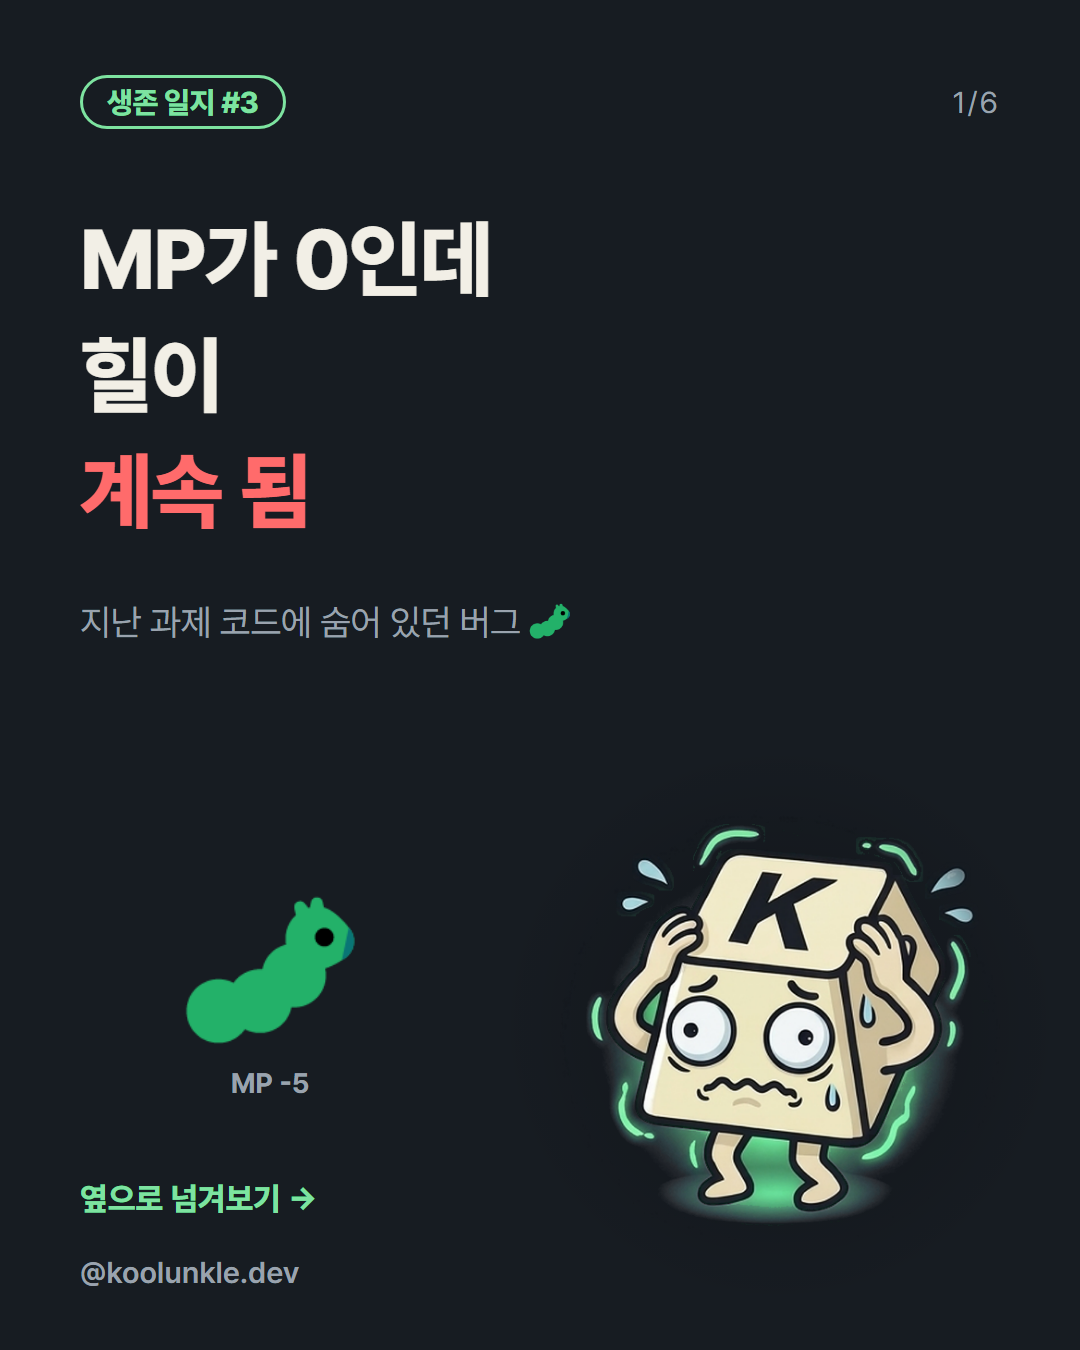 생존 일지 #3
1/6
MP가 0인데
힐이
계속 됨
지난 과제 코드에 숨어 있던 버그
K
MP -5
옆으로 넘겨보기 →
@koolunkle.dev